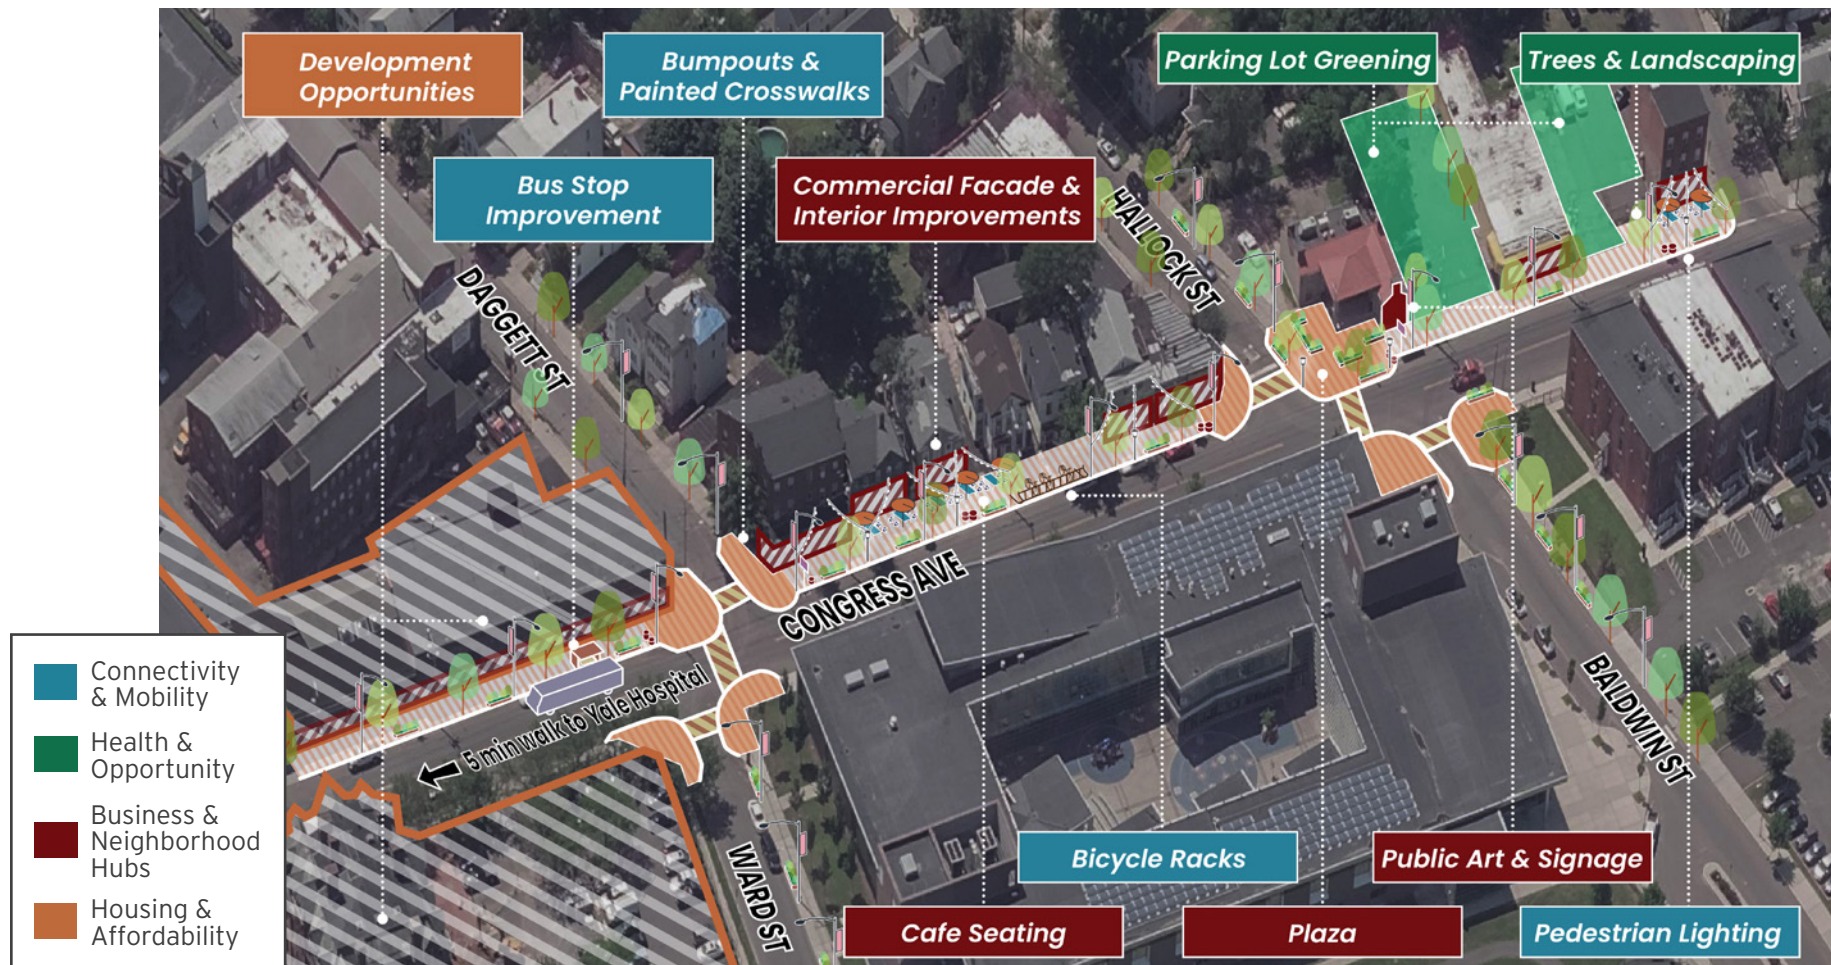 Development
Opportunities
Bumpouts &
Painted Crosswalks
Parking Lot Greening
Trees & Landscaping
Bus Stop
Improvement
Commercial Facade &
Interior Improvements
HALLOCK ST
DAGGETT ST
CONGRESS AVE
5 min walk to Yale Hospital
BALDWIN ST
WARD ST
Connectivity
& Mobility
Health &
Opportunity
Business &
Neighborhood
Hubs
Housing &
Affordability
Bicycle Racks
Public Art & Signage
Cafe Seating
Plaza
Pedestrian Lighting